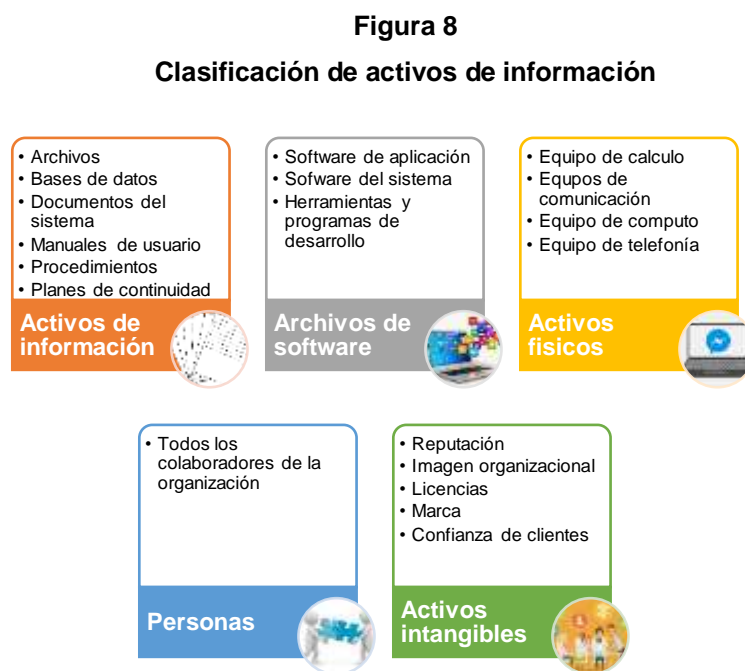 Figura 8
Clasificación de activos de información
• Archivos
• Bases de datos
• Documentos del
sistema
• Manuales de usuario
• Procedimientos
• Planes de continuidad
Activos de
información
• Software de aplicación
• Sofware del sistema
• Herramientas y
programas de
desarrollo
Archivos de
software
• Equipo de calculo
• Equpos de
comunicación
• Equipo de computo
• Equipo de telefonía
Activos
fisicos
• Todos los
colaboradores de la
organización
Personas
• Reputación
• Imagen organizacional
• Licencias
• Marca
• Confianza de clientes
Activos
intangibles